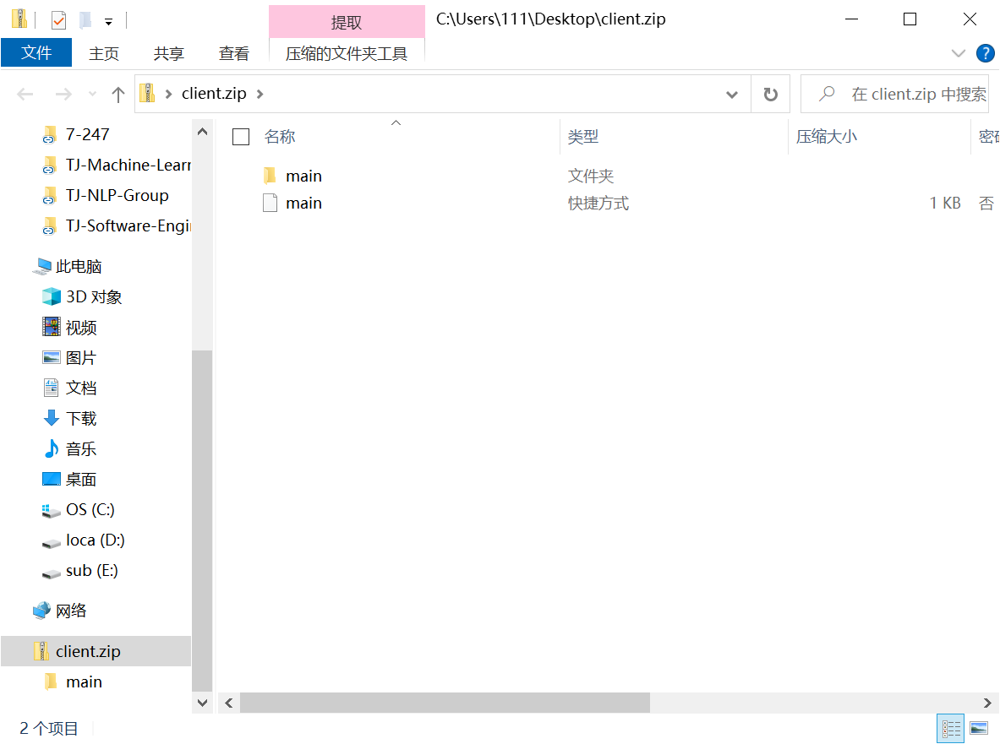 提取
C:\Users\111\Desktop\client.zip
文件 主页 共享 查看 压缩的文件夹工具
client.zip
在 client.zip 中搜索
名称 类型 压缩大小
main 文件夹
main 快捷方式 1 KB 否
7-247
TJ-Machine-Lear
TJ-NLP-Group
TJ-Software-Engi
此电脑
3D 对象
视频
图片
文档
下载
音乐
桌面
OS (C:)
loca (D:)
sub (E:)
网络
client.zip
main
2 个项目